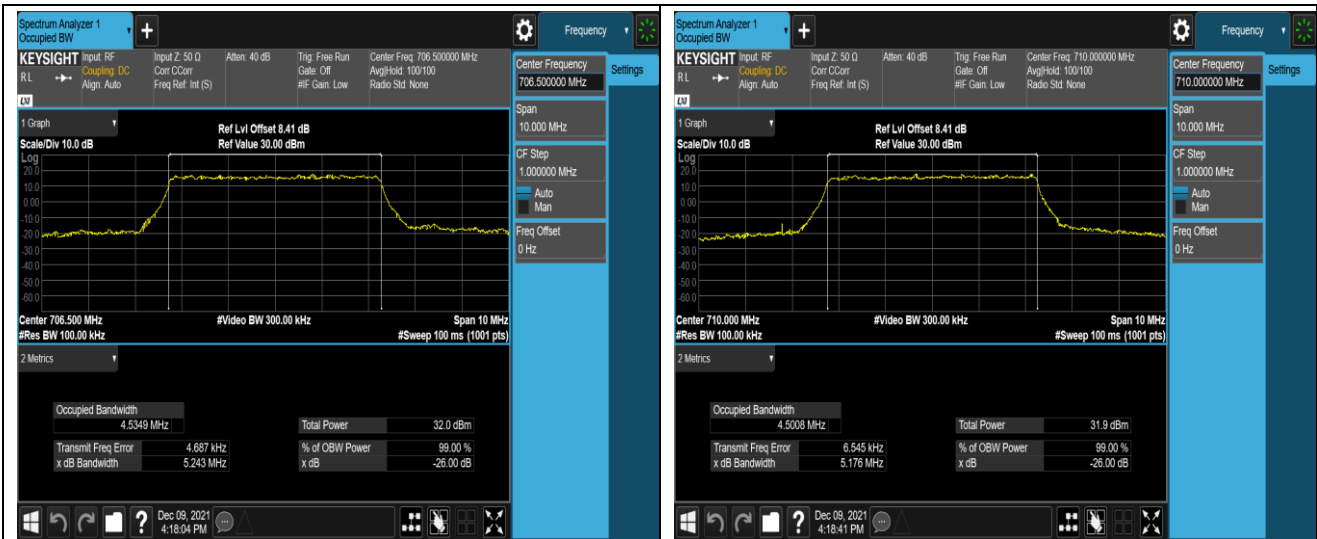 Spectrum Analyzer 1
Occupied BW
+
Frequency
KEYSIGHT Input: RF Input Z: 50 Ω Atten: 40 dB Trig: Free Run Center Freq: 706.500000 MHz
RL Coupling: DC Corr CCorr Gate: Off Avg|Hold: 100/100
Align: Auto Freq Ref: Int (S) #IF Gain: Low Radio Std: None
LXI
Center Frequency
706.500000 MHz
Settings
Span
10.000 MHz
CF Step
1.000000 MHz
Auto
Man
Freq Offset
0 Hz
1 Graph
Ref Lvl Offset 8.41 dB
Scale/Div 10.0 dB Ref Value 30.00 dBm
Log
20.0
10.0
0.00
-10.0
-20.0
-30.0
-40.0
-50.0
-60.0
Center 706.500 MHz #Video BW 300.00 kHz Span 10 MHz
#Res BW 100.00 kHz #Sweep 100 ms (1001 pts)
2 Metrics
Occupied Bandwidth
4.5349 MHz Total Power 32.0 dBm
Transmit Freq Error 4.687 kHz % of OBW Power 99.00 %
x dB Bandwidth 5.243 MHz x dB -26.00 dB
? Dec 09, 2021
4:18:04 PM
Spectrum Analyzer 1
Occupied BW
+
Frequency
KEYSIGHT Input: RF Input Z: 50 Ω Atten: 40 dB Trig: Free Run Center Freq: 710.000000 MHz
RL Coupling: DC Corr CCorr Gate: Off Avg|Hold: 100/100
Align: Auto Freq Ref: Int (S) #IF Gain: Low Radio Std: None
LXI
Center Frequency
710.000000 MHz
Settings
Span
10.000 MHz
CF Step
1.000000 MHz
Auto
Man
Freq Offset
0 Hz
1 Graph
Ref Lvl Offset 8.41 dB
Scale/Div 10.0 dB Ref Value 30.00 dBm
Log
20.0
10.0
0.00
-10.0
-20.0
-30.0
-40.0
-50.0
-60.0
Center 710.000 MHz #Video BW 300.00 kHz Span 10 MHz
#Res BW 100.00 kHz #Sweep 100 ms (1001 pts)
2 Metrics
Occupied Bandwidth
4.5008 MHz Total Power 31.9 dBm
Transmit Freq Error 6.545 kHz % of OBW Power 99.00 %
x dB Bandwidth 5.176 MHz x dB -26.00 dB
? Dec 09, 2021
4:18:41 PM